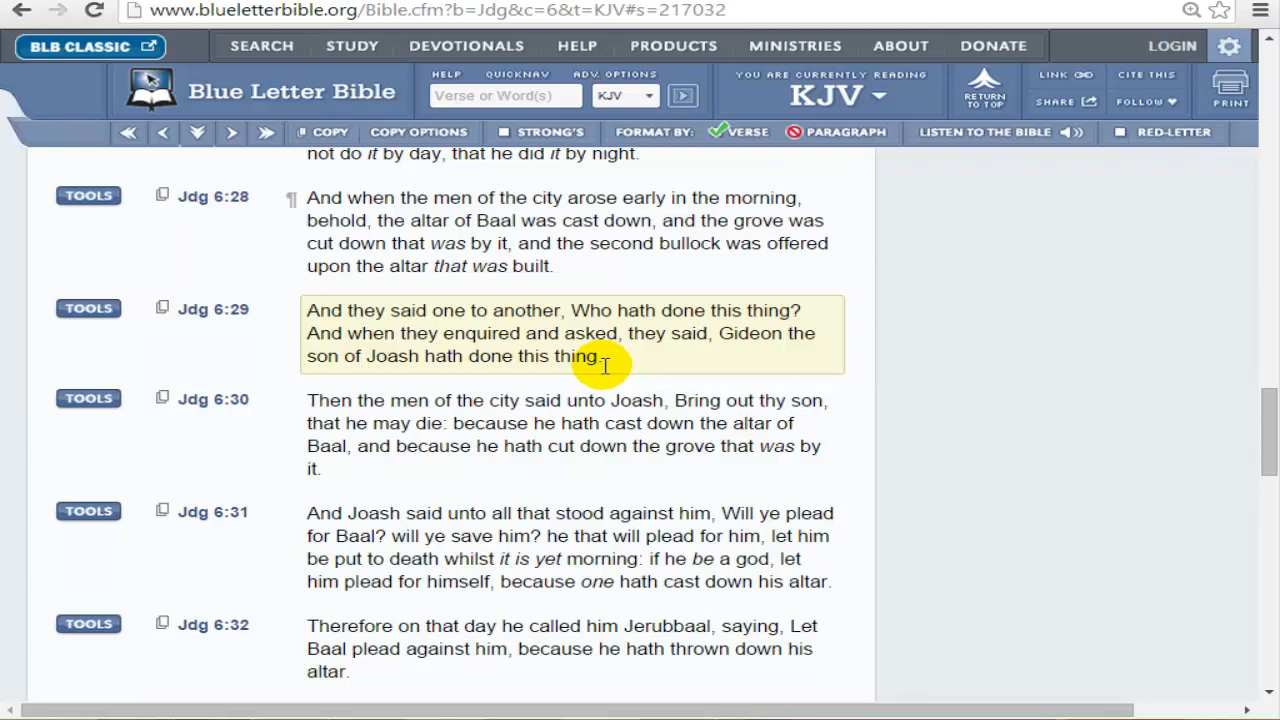 www.blueletterbible.org/Bible.cfm?b=Jdg&c=6&t=KJV#s=217032
BLB CLASSIC SEARCH STUDY DEVOTIONALS HELP PRODUCTS MINISTRIES ABOUT DONATE LOGIN
HELP QUICKNAV ADV. OPTIONS YOU ARE CURRENTLY READING LINK CITE THIS
Blue Letter Bible Verse or Word(s) KJV KJV RETURN TO TOP SHARE FOLLOW PRINT
COPY COPY OPTIONS STRONG'S FORMAT BY: VERSE PARAGRAPH LISTEN TO THE BIBLE RED-LETTER
not do it by day, that he did it by night.
TOOLS Jdg 6:28 ¶ And when the men of the city arose early in the morning,
behold, the altar of Baal was cast down, and the grove was
cut down that was by it, and the second bullock was offered
upon the altar that was built.
TOOLS Jdg 6:29 And they said one to another, Who hath done this thing?
And when they enquired and asked, they said, Gideon the
son of Joash hath done this thing.
TOOLS Jdg 6:30 Then the men of the city said unto Joash, Bring out thy son,
that he may die: because he hath cast down the altar of
Baal, and because he hath cut down the grove that was by
it.
TOOLS Jdg 6:31 And Joash said unto all that stood against him, Will ye plead
for Baal? will ye save him? he that will plead for him, let him
be put to death whilst it is yet morning: if he be a god, let
him plead for himself, because one hath cast down his altar.
TOOLS Jdg 6:32 Therefore on that day he called him Jerubbaal, saying, Let
Baal plead against him, because he hath thrown down his
altar.